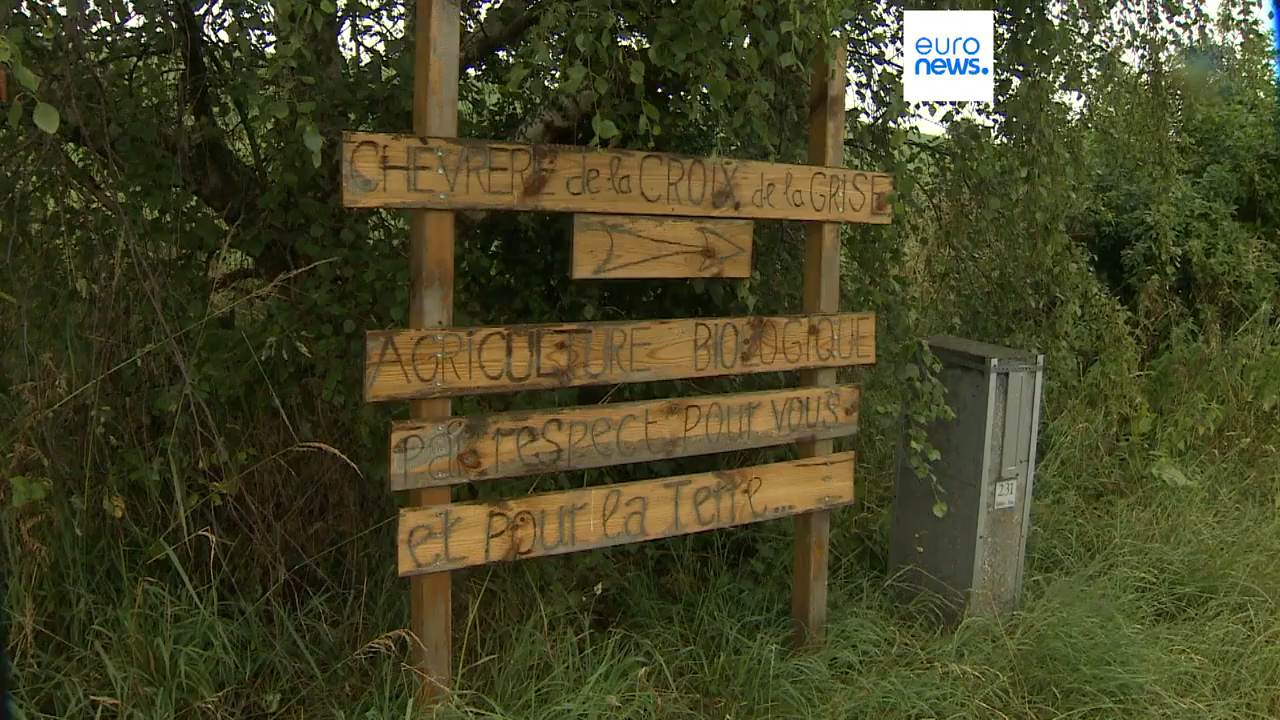 euro
news.
CHÈVRERE de la CROIX de la GRISE
AGRICULTURE BIOLOGIQUE
par respect pour vous
et pour la Terre...
231